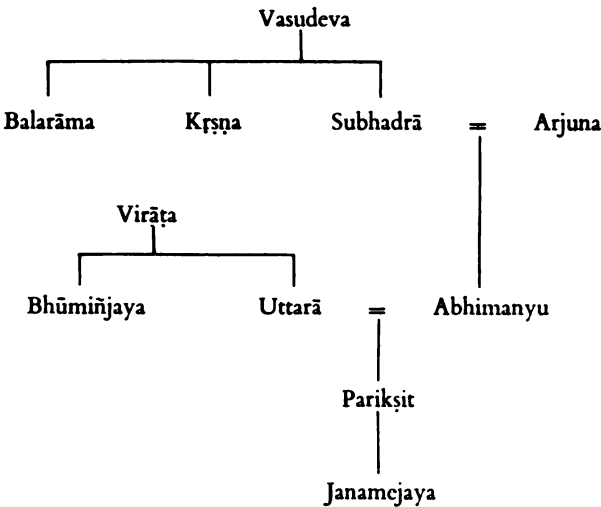 Vasudeva
Balarāma Kṛṣṇa Subhadrā = Arjuna
Virāṭa
Bhūmiñjaya Uttarā = Abhimanyu
Parikṣit
Janamejaya